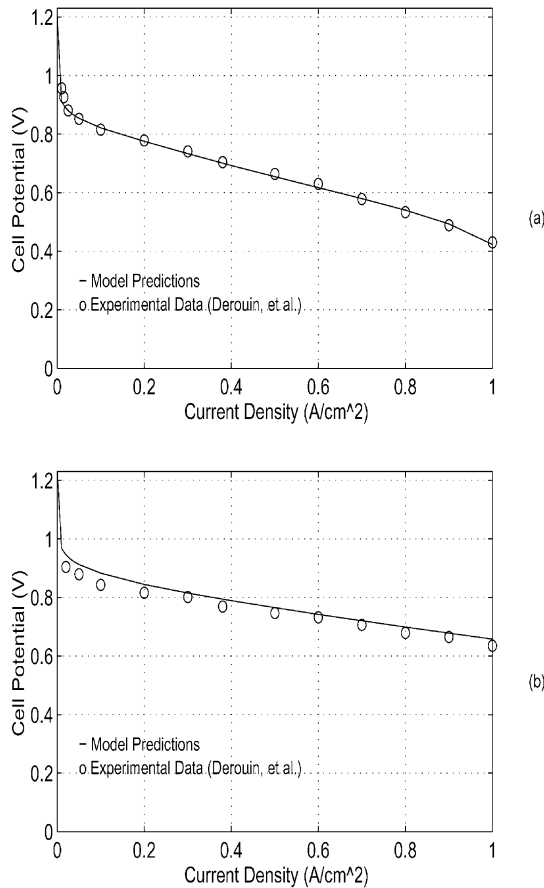 1.2
1
0.8
0.6
0.4
0.2
0
Cell Potential (V)
– Model Predictions
o Experimental Data (Derouin, et.al.)
0 0.2 0.4 0.6 0.8 1
Current Density (A/cm^2)
(a)
1.2
1
0.8
0.6
0.4
0.2
0
Cell Potential (V)
– Model Predictions
o Experimental Data (Derouin, et.al.)
0 0.2 0.4 0.6 0.8 1
Current Density (A/cm^2)
(b)